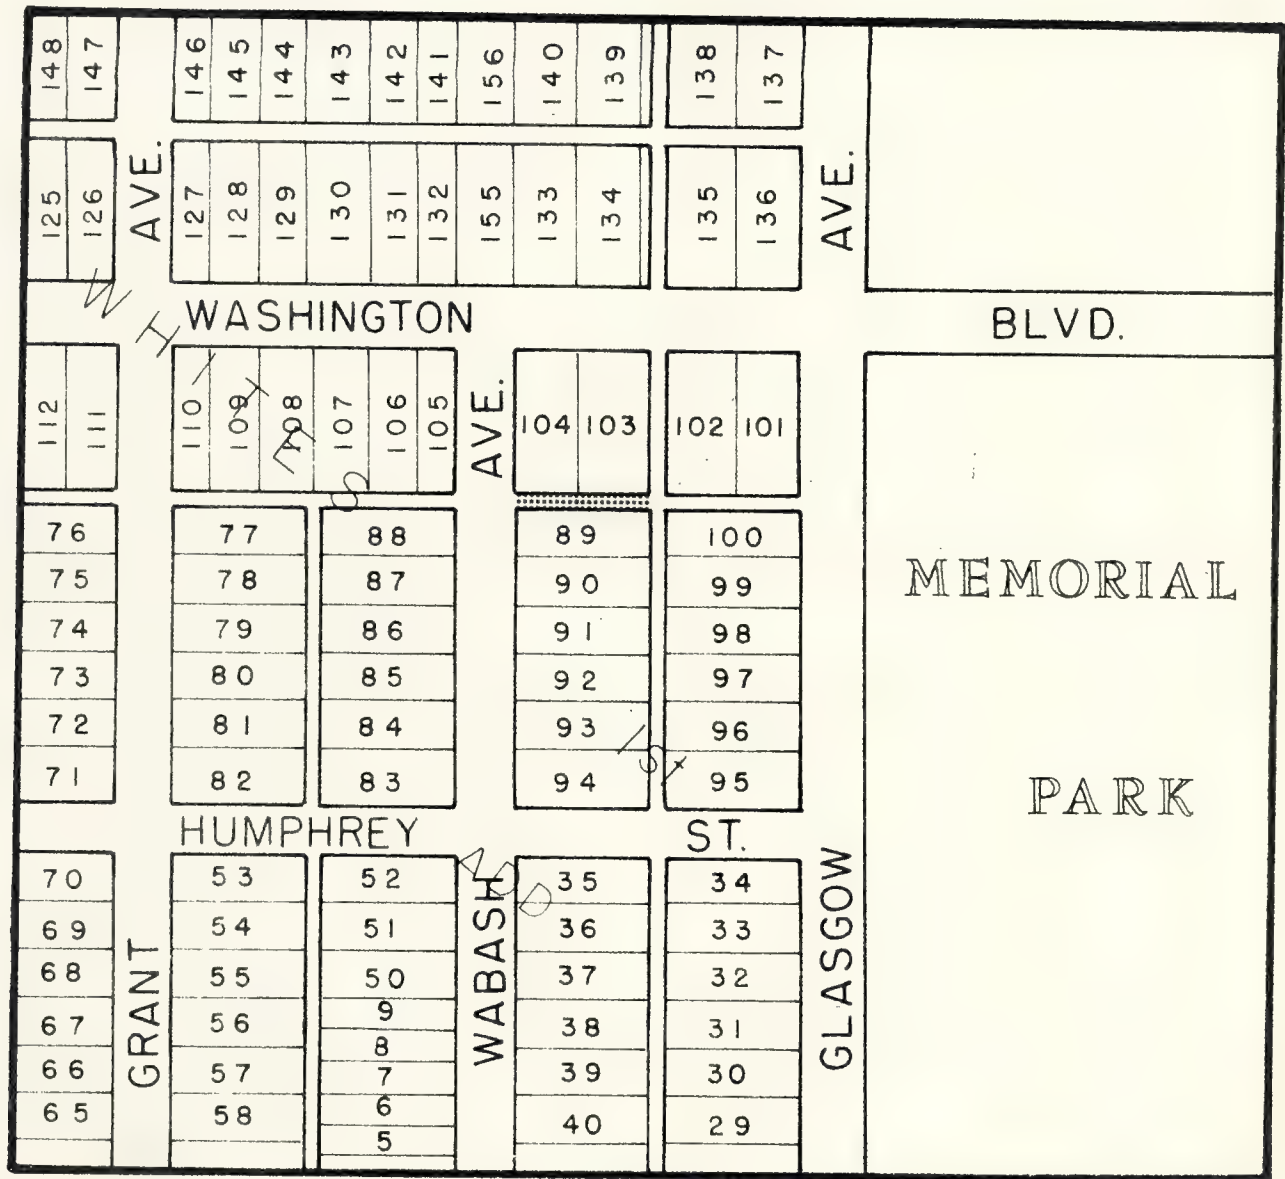 148 147 146 145 144 143 142 141 156 140 139 138 137
125 126 127 128 129 130 131 132 155 133 134 135 136
AVE. AVE.
WASHINGTON BLVD.
112 111 110 109 108 107 106 105 AVE. 104 103 102 101
WHITES 1ST ADD
76 77 88 89 100
75 78 87 90 99
74 79 86 91 98
73 80 85 92 97
72 81 84 93 96
71 82 83 94 95
MEMORIAL
PARK
HUMPHREY ST.
70 53 52 35 34
69 54 51 36 33
68 55 50 37 32
67 56 9 38 31
8
66 57 7 39 30
65 58 6 40 29
5
GRANT
WABASH
GLASGOW